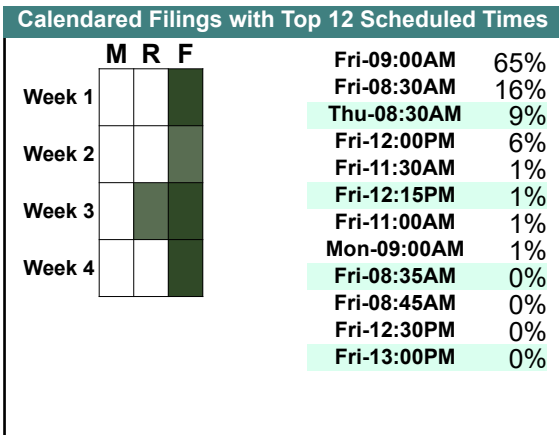 Calendared Filings with Top 12 Scheduled Times
M R F
Week 1
Week 2
Week 3
Week 4
Fri-09:00AM 65%
Fri-08:30AM 16%
Thu-08:30AM 9%
Fri-12:00PM 6%
Fri-11:30AM 1%
Fri-12:15PM 1%
Fri-11:00AM 1%
Mon-09:00AM 1%
Fri-08:35AM 0%
Fri-08:45AM 0%
Fri-12:30PM 0%
Fri-13:00PM 0%